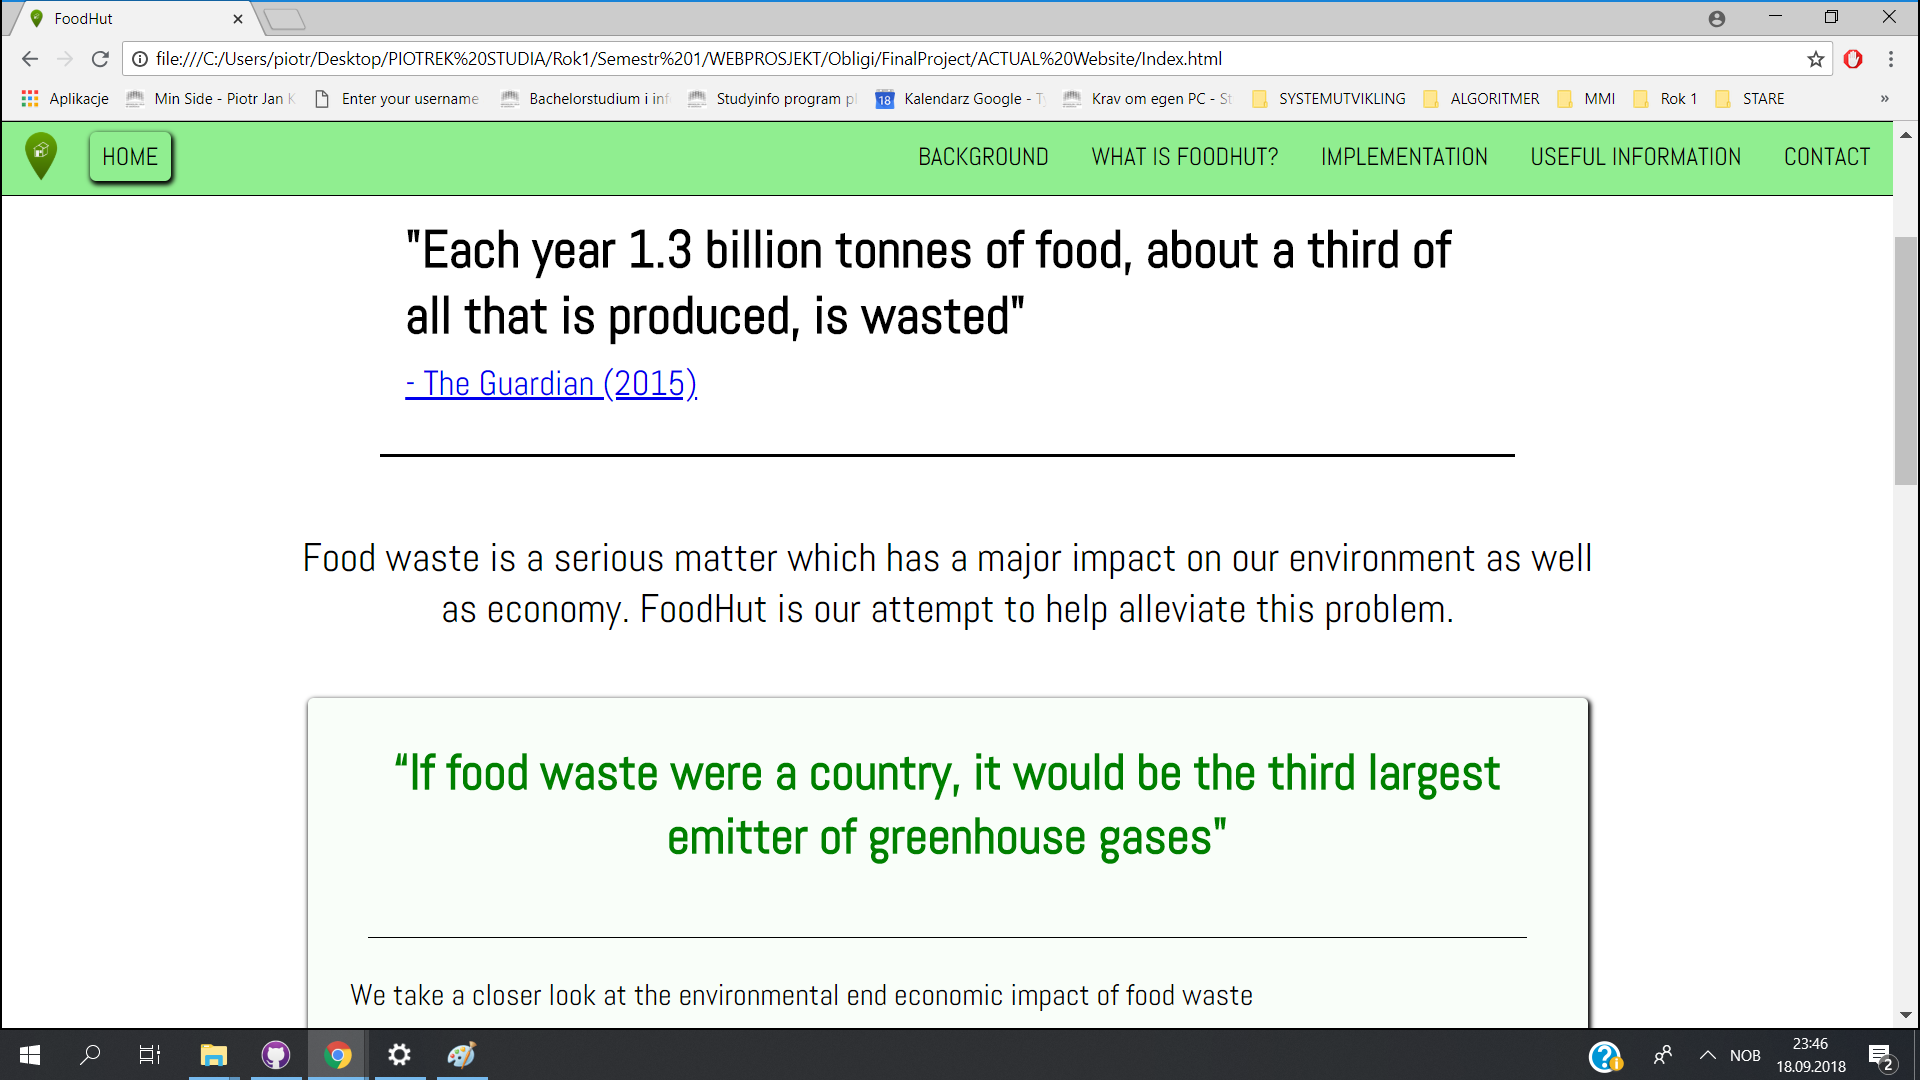 FoodHut
file:///C:/Users/piotr/Desktop/PIOTREK%20STUDIA/Rok1/Semestr%201/WEBPROSJEKT/Obligi/FinalProject/ACTUAL%20Website/Index.html
Aplikacje Min Side - Piotr Jan K Enter your username Bachelorstudium i inf Studyinfo program pl 18 Kalendarz Google - Ty Krav om egen PC - St SYSTEMUTVIKLING ALGORITMER MMI Rok 1 STARE »
HOME BACKGROUND WHAT IS FOODHUT? IMPLEMENTATION USEFUL INFORMATION CONTACT
"Each year 1.3 billion tonnes of food, about a third of
all that is produced, is wasted"
- The Guardian (2015)
Food waste is a serious matter which has a major impact on our environment as well
as economy. FoodHut is our attempt to help alleviate this problem.
“If food waste were a country, it would be the third largest
emitter of greenhouse gases"
We take a closer look at the environmental end economic impact of food waste
NOB
23:46
18.09.2018
2